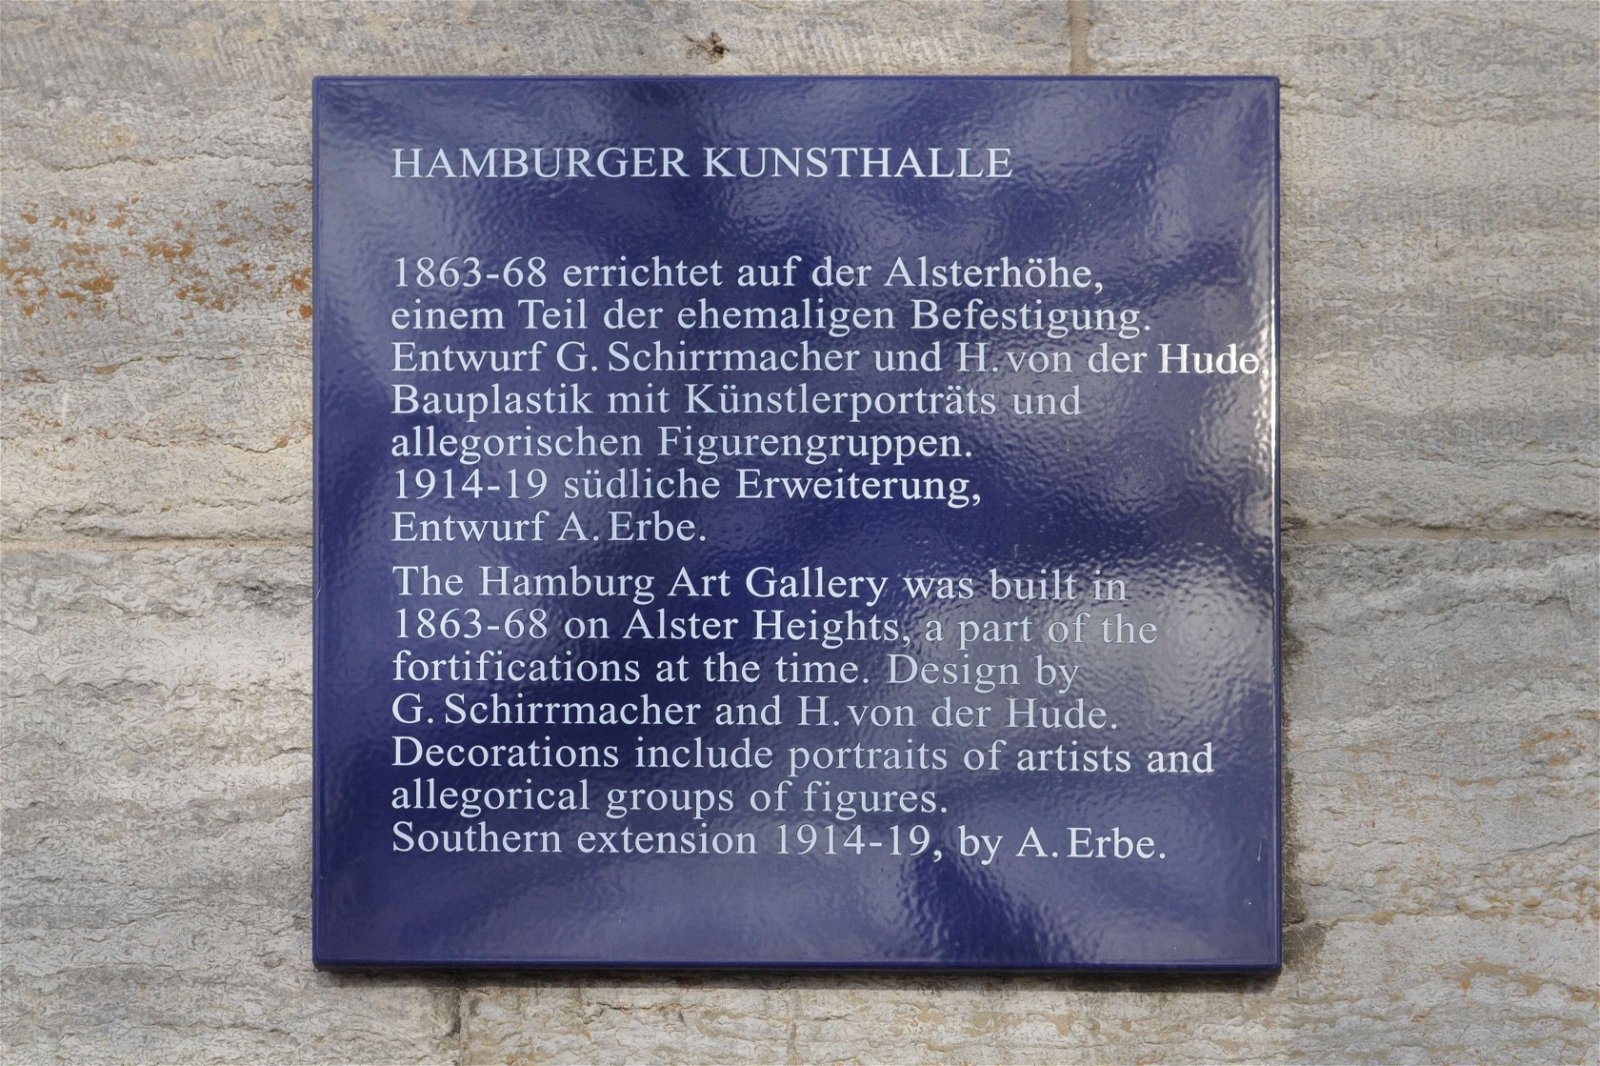 HAMBURGER KUNSTHALLE
1863-68 errichtet auf der Alsterhöhe,
einem Teil der ehemaligen Befestigung.
Entwurf G. Schirrmacher und H. von der Hude.
Bauplastik mit Künstlerporträts und
allegorischen Figurengruppen.
1914-19 südliche Erweiterung,
Entwurf A. Erbe.
The Hamburg Art Gallery was built in
1863-68 on Alster Heights, a part of the
fortifications at the time. Design by
G. Schirrmacher and H. von der Hude.
Decorations include portraits of artists and
allegorical groups of figures.
Southern extension 1914-19, by A. Erbe.